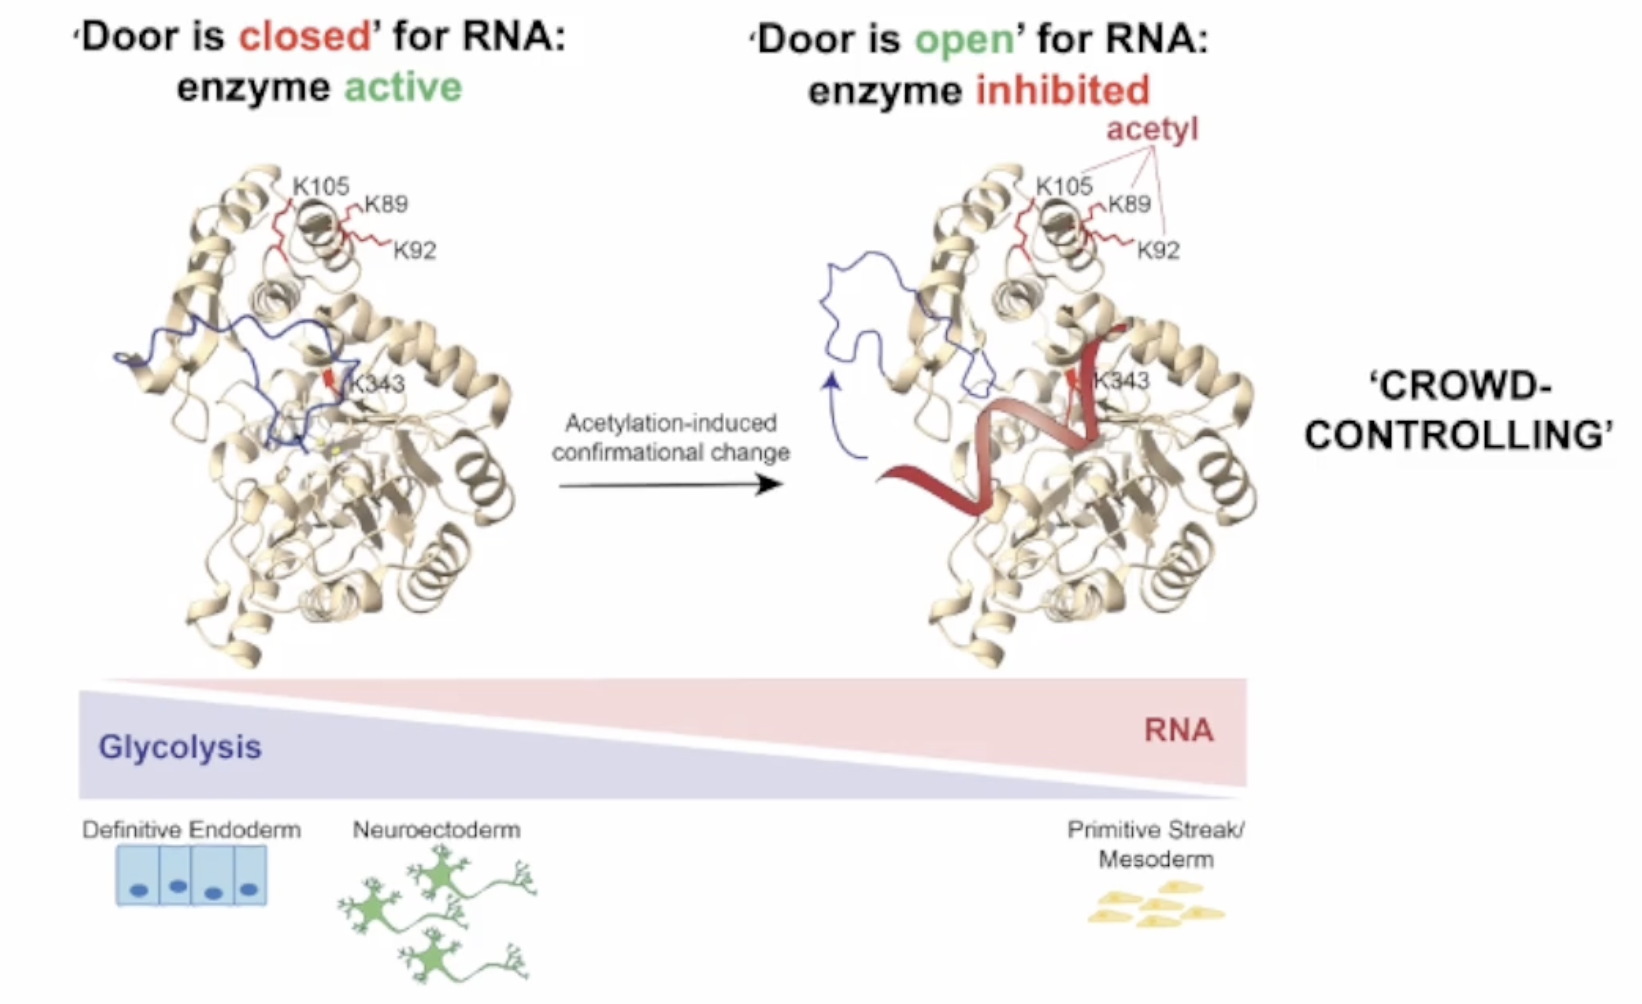 ‘Door is closed’ for RNA:
enzyme active
‘Door is open’ for RNA:
enzyme inhibited
acetyl
K105
K89
K92
K343
K105
K89
K92
K343
Acetylation-induced
confirmational change
‘CROWD-
CONTROLLING’
Glycolysis
RNA
Definitive Endoderm
Neuroectoderm
Primitive Streak/
Mesoderm